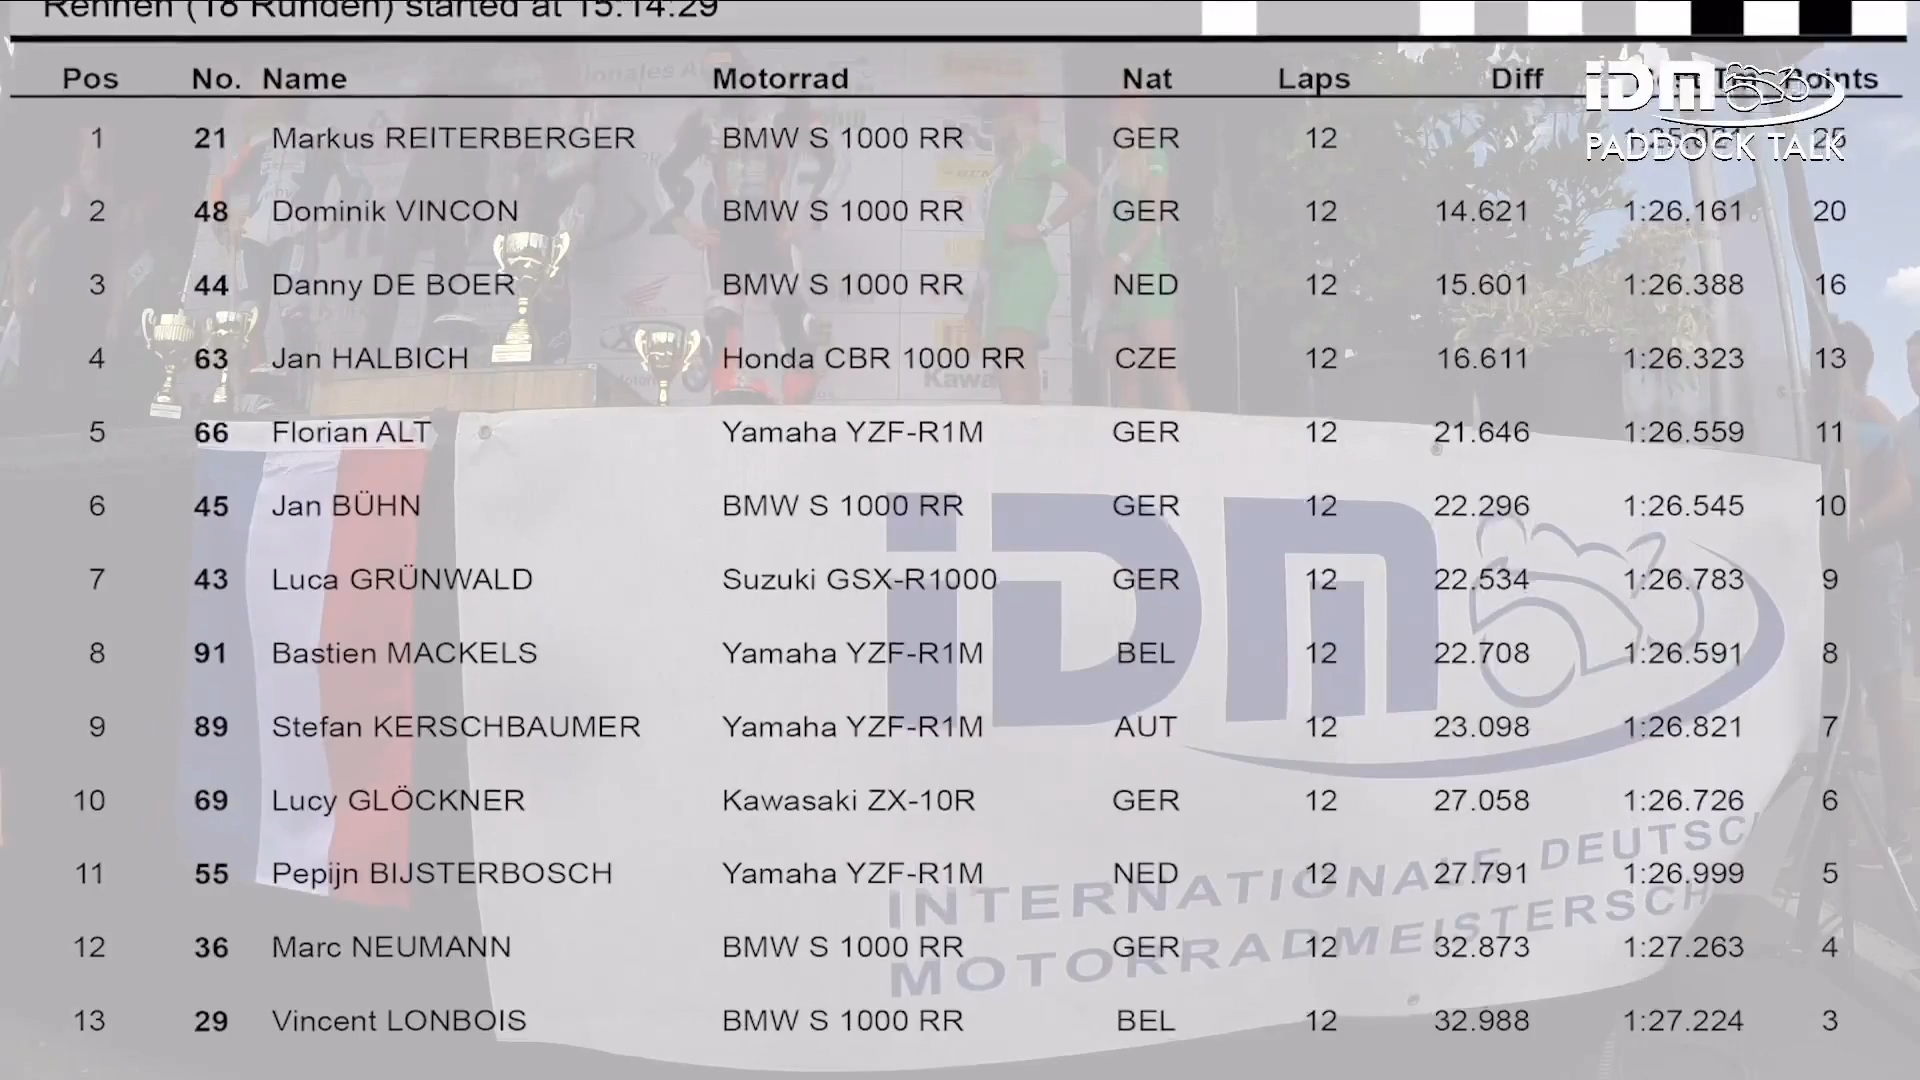 Rennen (18 Runden) started at 15:14:29
Pos No. Name Motorrad Nat Laps Diff Points
1 21 Markus REITERBERGER BMW S 1000 RR GER 12 25
2 48 Dominik VINCON BMW S 1000 RR GER 12 14.621 1:26.161 20
3 44 Danny DE BOER BMW S 1000 RR NED 12 15.601 1:26.388 16
4 63 Jan HALBICH Honda CBR 1000 RR CZE 12 16.611 1:26.323 13
5 66 Florian ALT Yamaha YZF-R1M GER 12 21.646 1:26.559 11
6 45 Jan BÜHN BMW S 1000 RR GER 12 22.296 1:26.545 10
7 43 Luca GRÜNWALD Suzuki GSX-R1000 GER 12 22.534 1:26.783 9
8 91 Bastien MACKELS Yamaha YZF-R1M BEL 12 22.708 1:26.591 8
9 89 Stefan KERSCHBAUMER Yamaha YZF-R1M AUT 12 23.098 1:26.821 7
10 69 Lucy GLÖCKNER Kawasaki ZX-10R GER 12 27.058 1:26.726 6
11 55 Pepijn BIJSTERBOSCH Yamaha YZF-R1M NED 12 27.791 1:26.999 5
12 36 Marc NEUMANN BMW S 1000 RR GER 12 32.873 1:27.263 4
13 29 Vincent LONBOIS BMW S 1000 RR BEL 12 32.988 1:27.224 3
iDM
PADDOCK TALK
iDM
INTERNATIONALE DEUTSC
MOTORRADMEISTERSCH